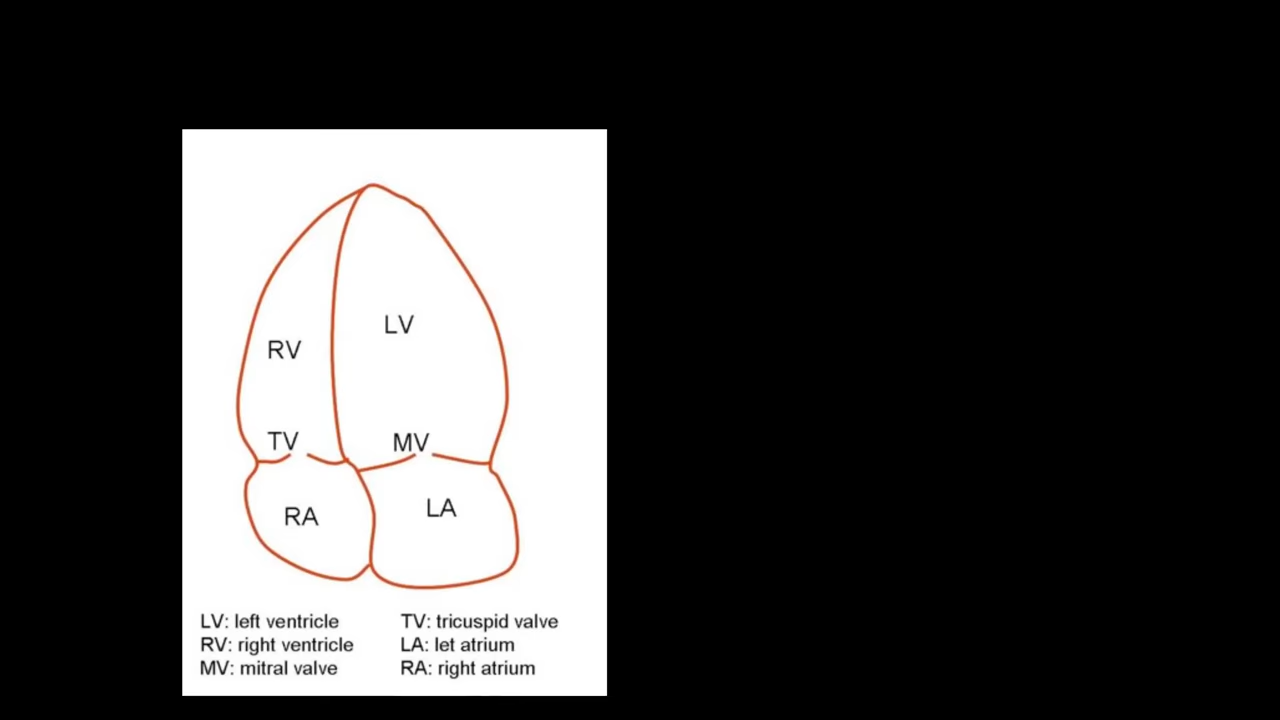 LV
RV
TV
MV
RA
LA
LV: left ventricle
RV: right ventricle
MV: mitral valve
TV: tricuspid valve
LA: let atrium
RA: right atrium